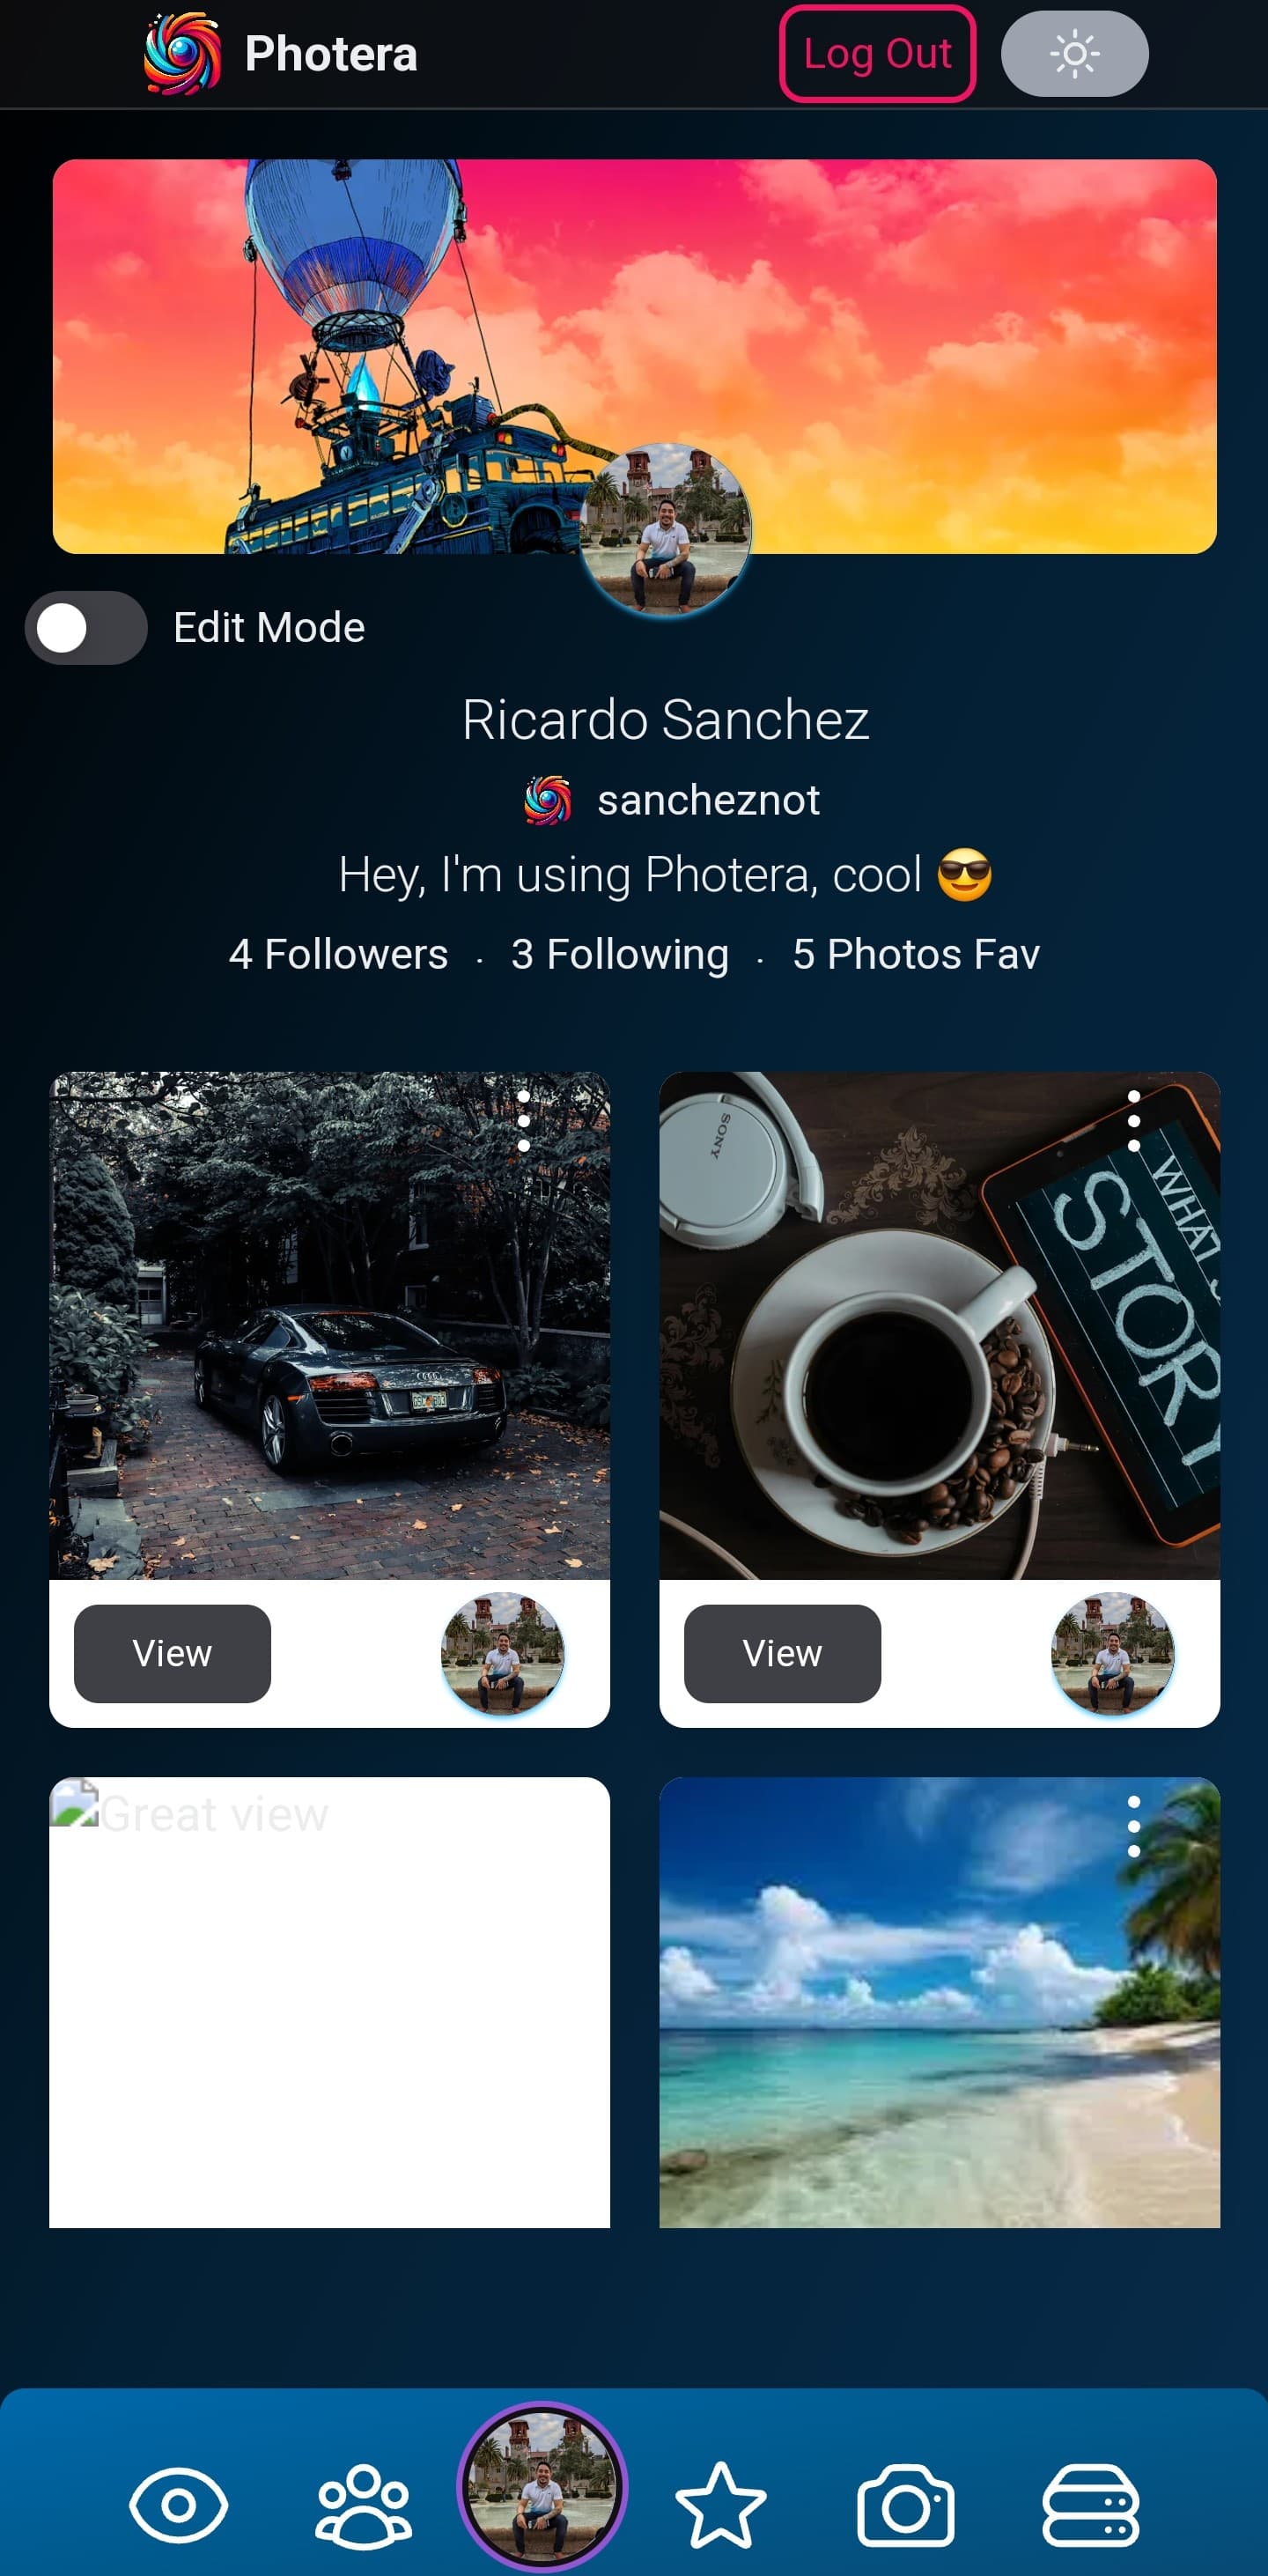 Photera
Log Out
Edit Mode
Ricardo Sanchez
sancheznot
Hey, I'm using Photera, cool 😎
4 Followers · 3 Following · 5 Photos Fav
SONY
WHAT'S
STORY
View
View
Great view